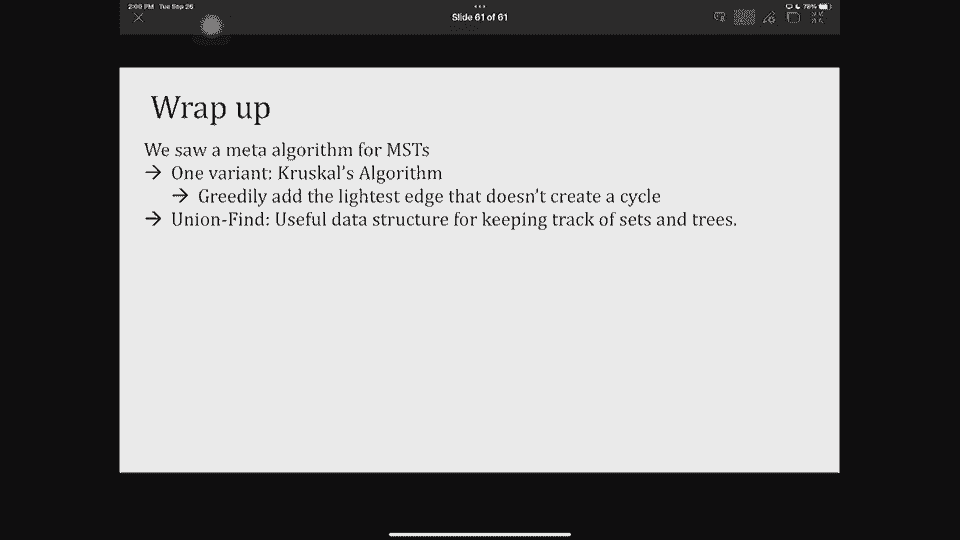 2:00 PM Tue Sep 26
78%
Slide 61 of 61
Wrap up
We saw a meta algorithm for MSTs
→ One variant: Kruskal's Algorithm
→ Greedily add the lightest edge that doesn't create a cycle
→ Union-Find: Useful data structure for keeping track of sets and trees.